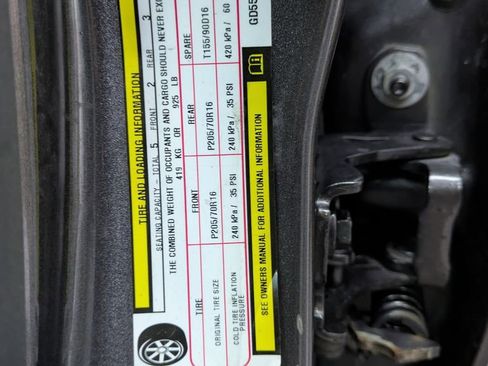 TIRE AND LOADING INFORMATION
SEATING CAPACITY - TOTAL 5 FRONT 2 REAR 3
THE COMBINED WEIGHT OF OCCUPANTS AND CARGO SHOULD NEVER EXC
419 KG OR 925 LB
TIRE FRONT REAR SPARE
ORIGINAL TIRE SIZE P205/70R16 P205/70R16 T155/90D16
COLD TIRE INFLATION PRESSURE 240 kPa / 35 PSI 240 kPa / 35 PSI 420 kPa / 60
SEE OWNERS MANUAL FOR ADDITIONAL INFORMATION
GD55